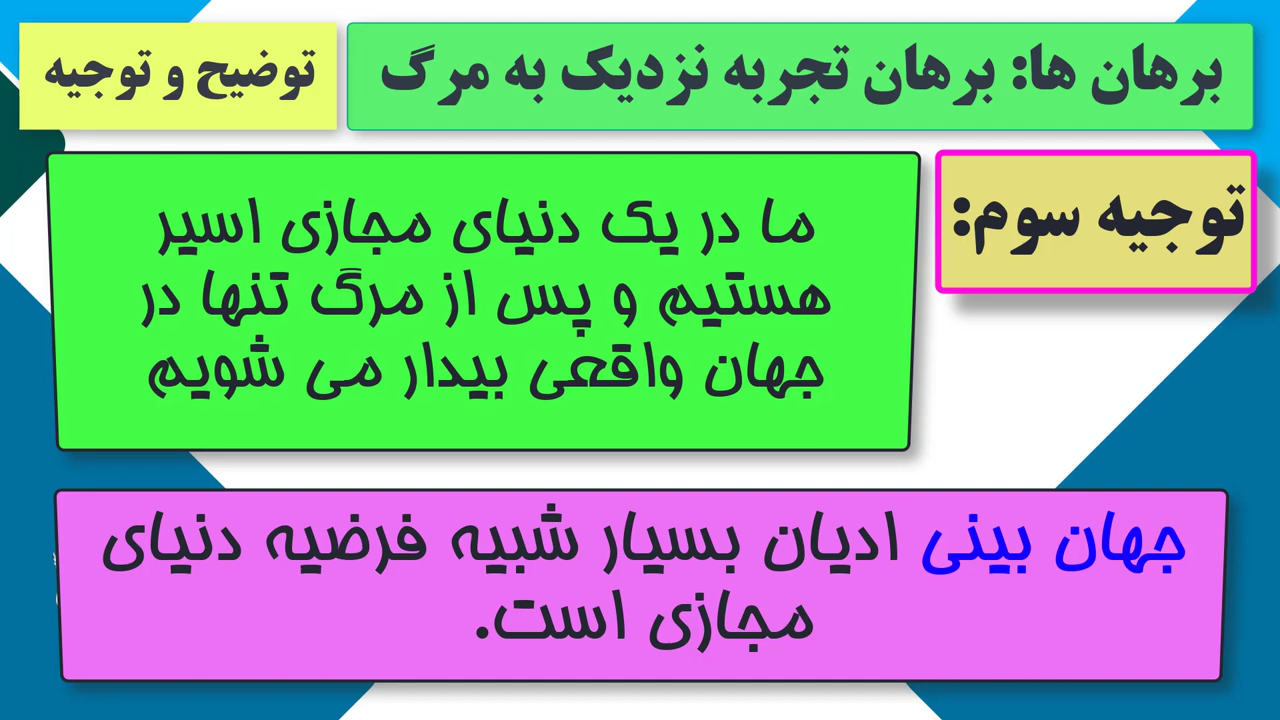 برهان ها: برهان تجربه نزدیک به مرگ
توضیح و توجیه
توجیه سوم:
ما در یک دنیای مجازی اسیر
هستیم و پس از مرگ تنها در
جهان واقعی بیدار می شویم
جهان بینی ادیان بسیار شبیه فرضیه دنیای
مجازی است.